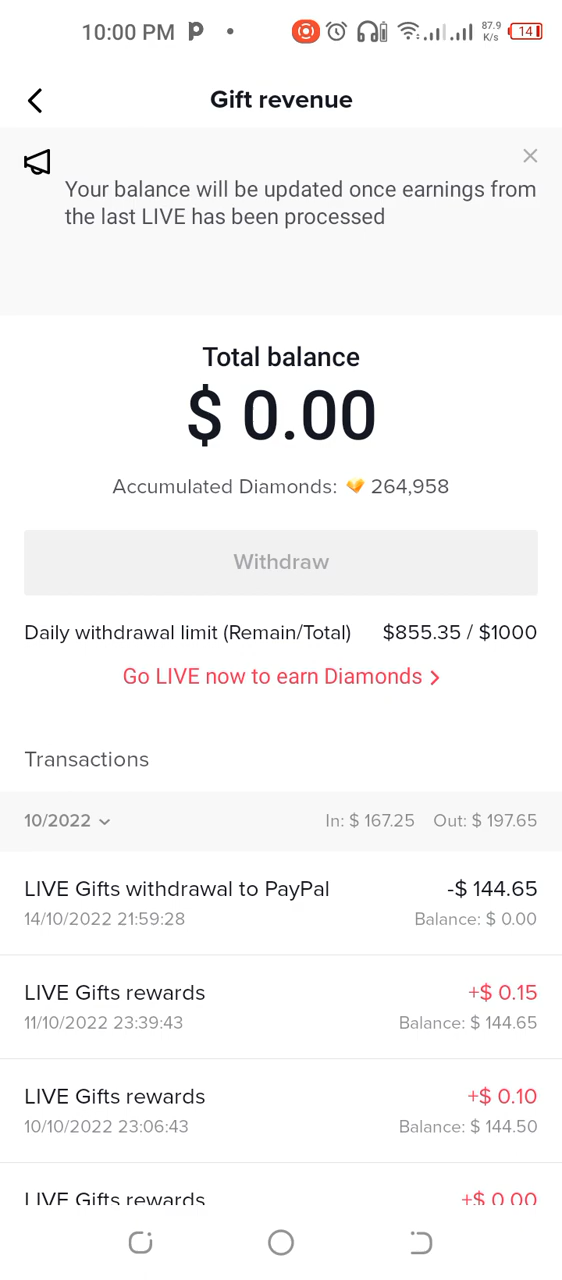 10:00 PM
87.9
K/s
14
Gift revenue
Your balance will be updated once earnings from
the last LIVE has been processed
Total balance
$ 0.00
Accumulated Diamonds: 264,958
Withdraw
Daily withdrawal limit (Remain/Total) $855.35 / $1000
Go LIVE now to earn Diamonds >
Transactions
10/2022 In: $ 167.25 Out: $ 197.65
LIVE Gifts withdrawal to PayPal -$ 144.65
14/10/2022 21:59:28 Balance: $ 0.00
LIVE Gifts rewards +$ 0.15
11/10/2022 23:39:43 Balance: $ 144.65
LIVE Gifts rewards +$ 0.10
10/10/2022 23:06:43 Balance: $ 144.50
LIVE Gifts rewards +$ 0.00